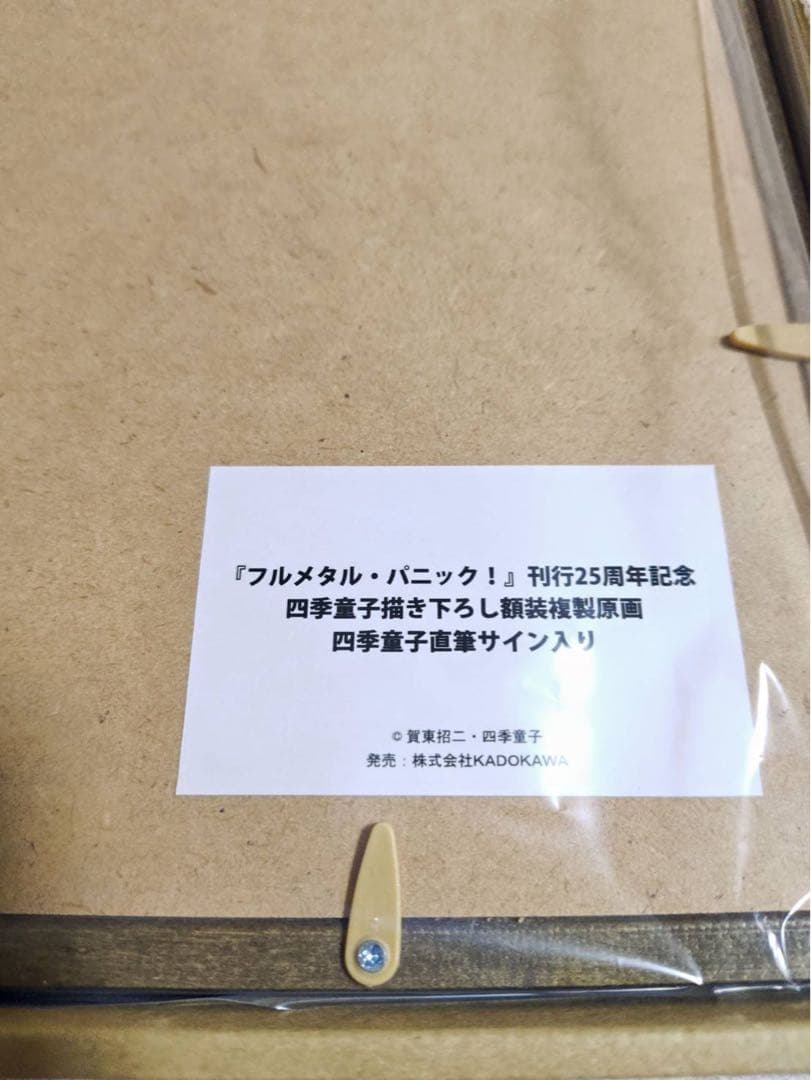 『フルメタル・パニック！』刊行25周年記念
四季童子描き下ろし額装複製原画
四季童子直筆サイン入り
© 賀東招二・四季童子
発売：株式会社KADOKAWA